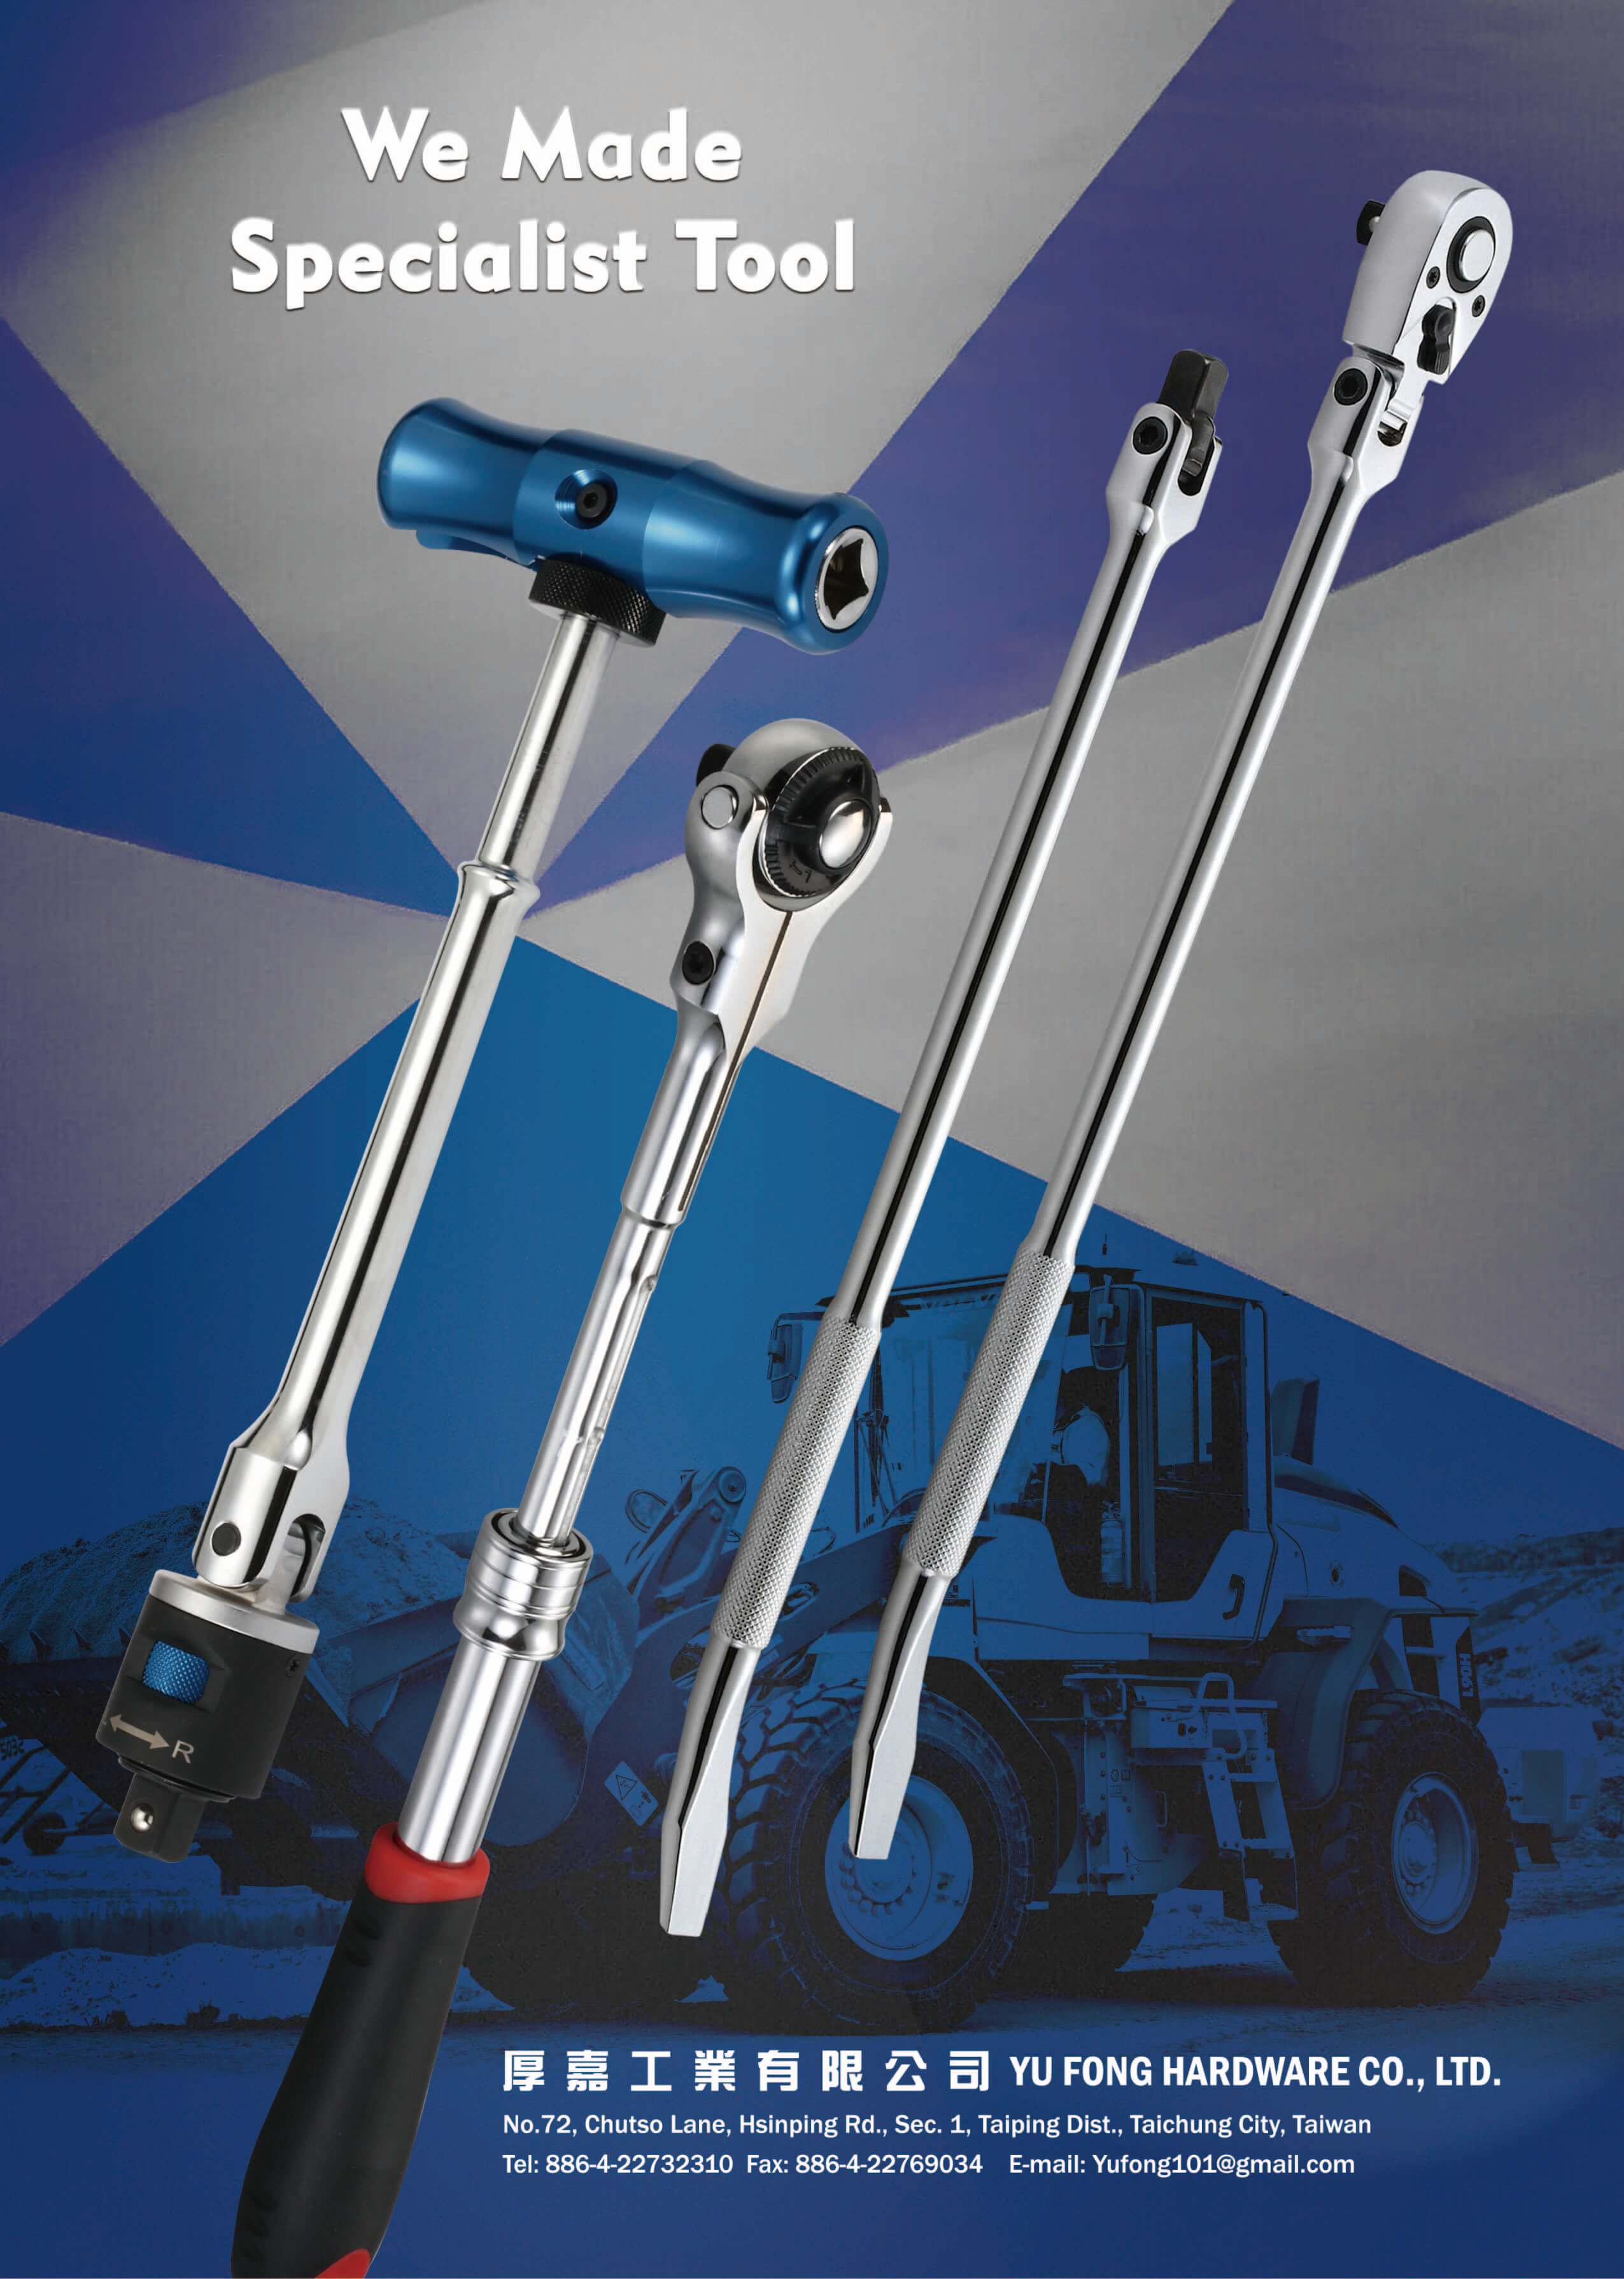 We Made
Specialist Tool
R
L90H
厚嘉工業有限公司 YU FONG HARDWARE CO., LTD.
No.72, Chutso Lane, Hsinping Rd., Sec. 1, Taiping Dist., Taichung City, Taiwan
Tel: 886-4-22732310 Fax: 886-4-22769034 E-mail: Yufong101@gmail.com